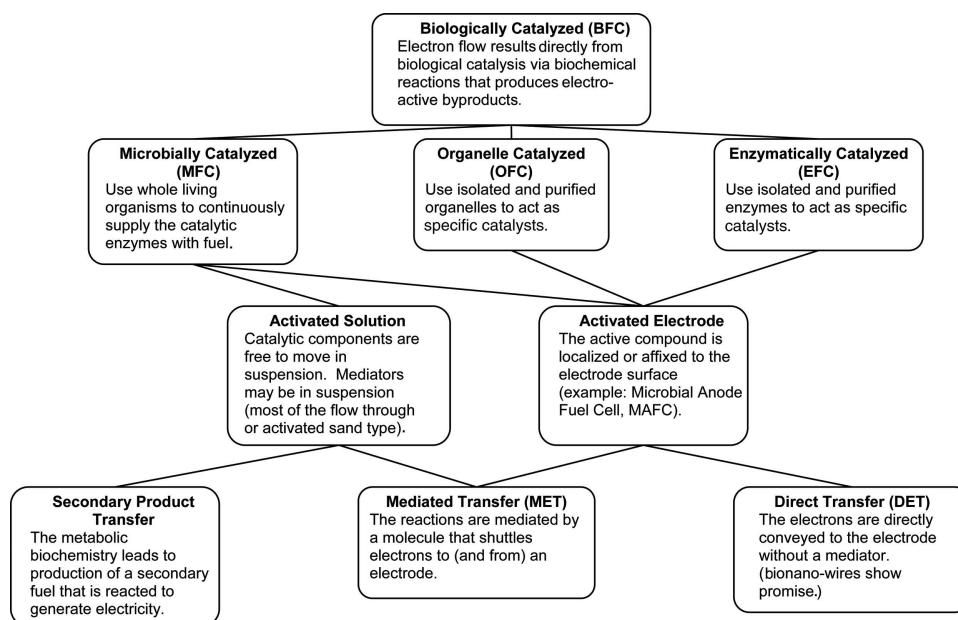 Biologically Catalyzed (BFC)
Electron flow results directly from
biological catalysis via biochemical
reactions that produces electro-
active byproducts.
Microbially Catalyzed
(MFC)
Use whole living
organisms to continuously
supply the catalytic
enzymes with fuel.
Organelle Catalyzed
(OFC)
Use isolated and purified
organelles to act as
specific catalysts.
Enzymatically Catalyzed
(EFC)
Use isolated and purified
enzymes to act as specific
catalysts.
Activated Solution
Catalytic components are
free to move in
suspension. Mediators
may be in suspension
(most of the flow through
or activated sand type).
Activated Electrode
The active compound is
localized or affixed to the
electrode surface
(example: Microbial Anode
Fuel Cell, MAFC).
Secondary Product
Transfer
The metabolic
biochemistry leads to
production of a secondary
fuel that is reacted to
generate electricity.
Mediated Transfer (MET)
The reactions are mediated by
a molecule that shuttles
electrons to (and from) an
electrode.
Direct Transfer (DET)
The electrons are directly
conveyed to the electrode
without a mediator.
(bionano-wires show
promise.)